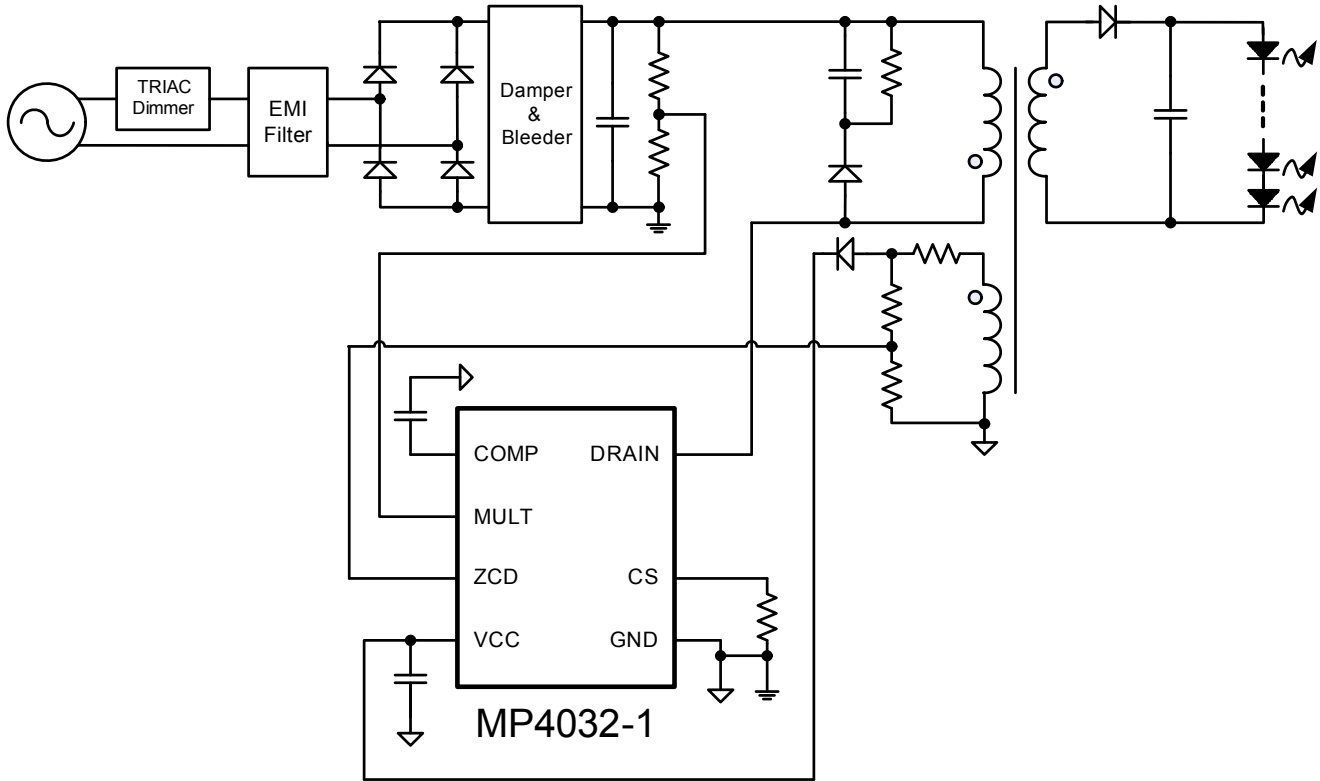 TRIAC
Dimmer
EMI
Filter
Damper
&
Bleeder
COMP
DRAIN
MULT
ZCD
CS
VCC
GND
MP4032-1